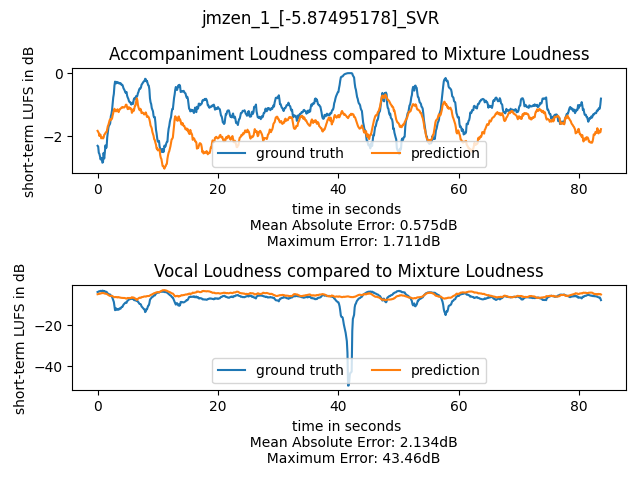 jmzen_1_[-5.87495178]_SVR
Accompaniment Loudness compared to Mixture Loudness
short-term LUFS in dB
0
−2
ground truth
prediction
0
20
40
60
80
time in seconds
Mean Absolute Error: 0.575dB
Maximum Error: 1.711dB
Vocal Loudness compared to Mixture Loudness
short-term LUFS in dB
−20
−40
ground truth
prediction
0
20
40
60
80
time in seconds
Mean Absolute Error: 2.134dB
Maximum Error: 43.46dB